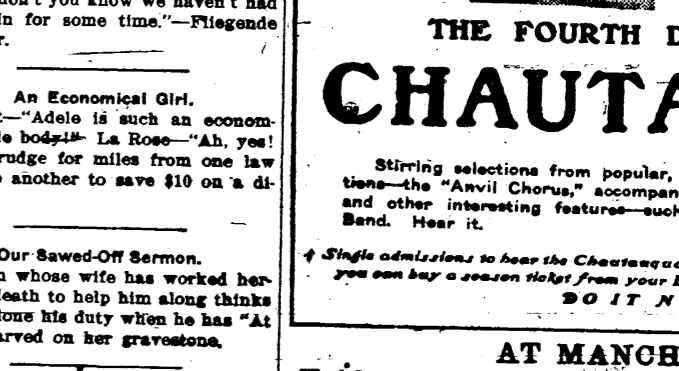 don't you know we haven't had
in for some time."—Fliegende
r.
An Economical Girl.
—"Adele is such an econom-
le body!" La Rose—"Ah, yes!
rudge for miles from one law
another to save $10 on a di-
Our Sawed-Off Sermon.
n whose wife has worked her-
death to help him along thinks
done his duty when he has "At
arved on her gravestone.
THE FOURTH D
CHAUTA
Stirring selections from popular,
tions—the "Anvil Chorus," accompan
and other interesting features—such
Band. Hear it.
Single admissions to hear the Chautauqua
you can buy a season ticket from your
DO IT N
AT MANCH